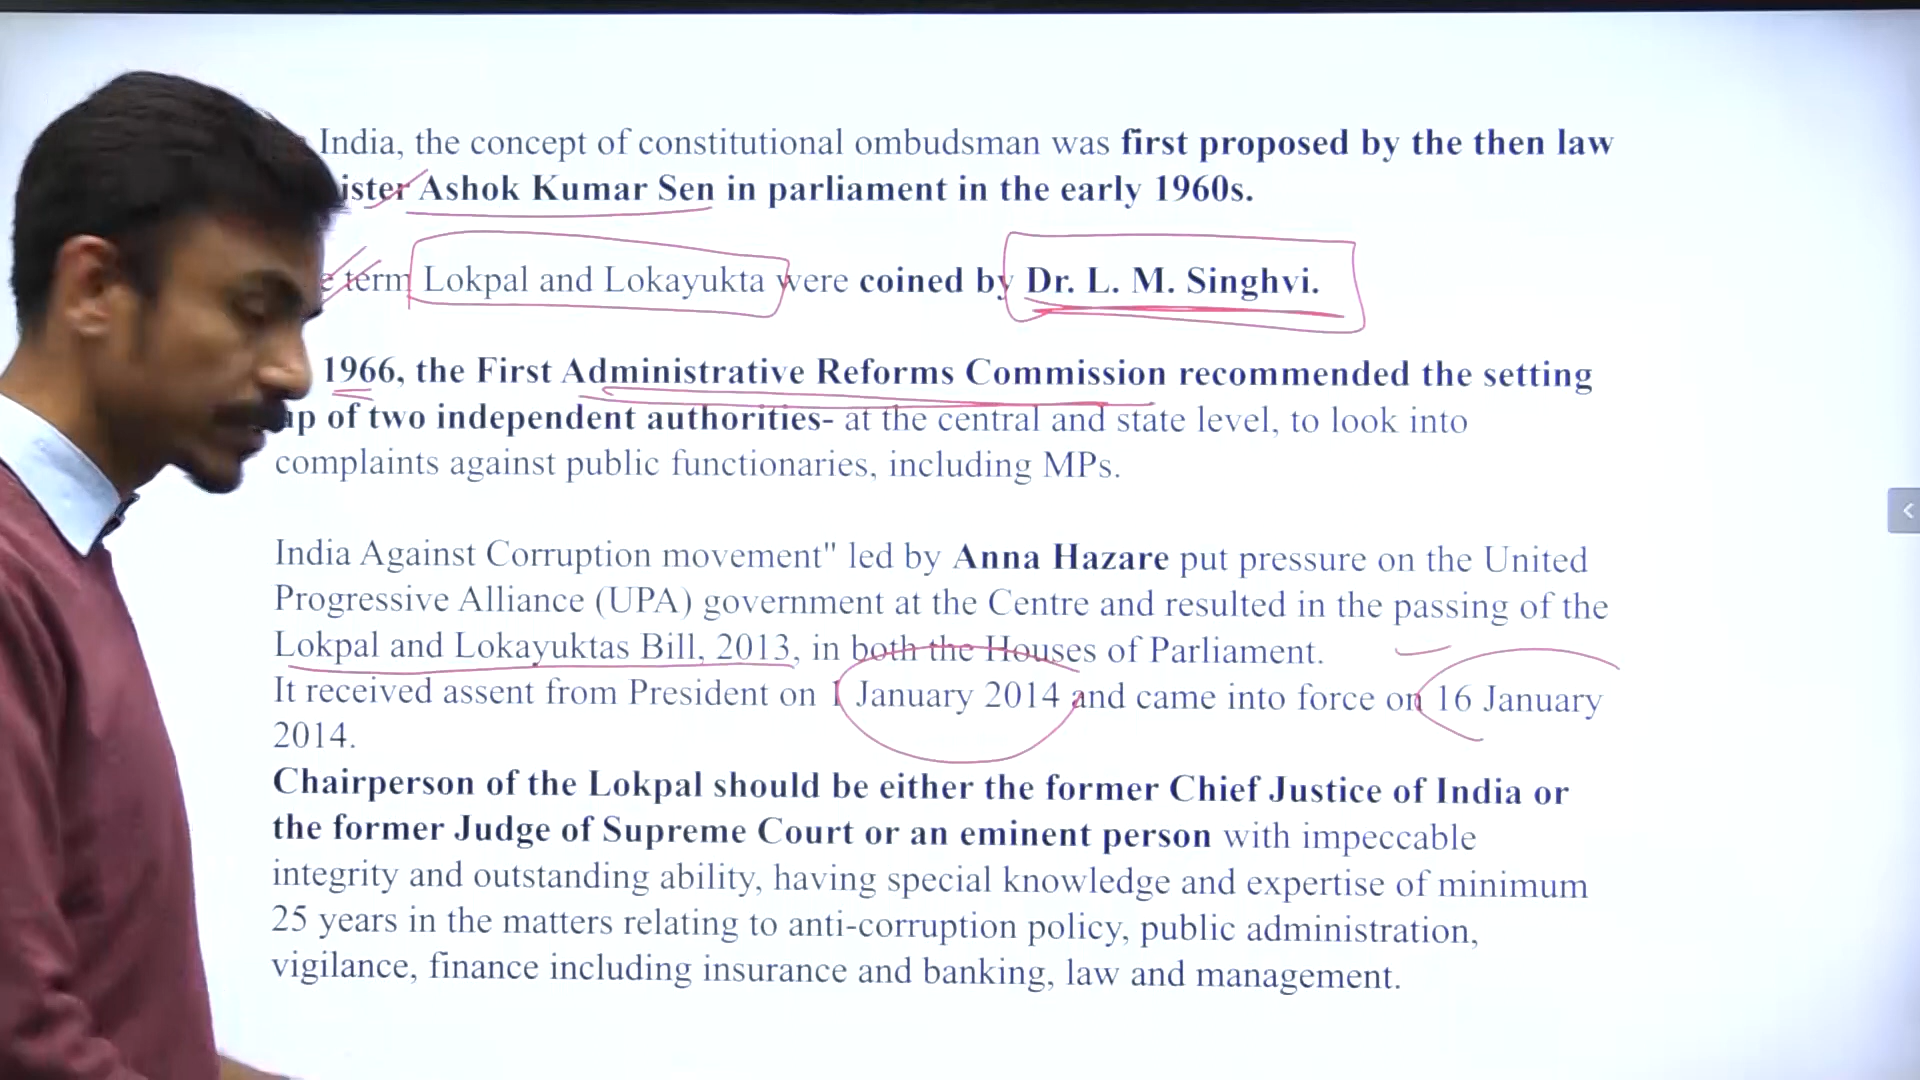 India, the concept of constitutional ombudsman was first proposed by the then law
ister Ashok Kumar Sen in parliament in the early 1960s.
e term Lokpal and Lokayukta were coined by Dr. L. M. Singhvi.
1966, the First Administrative Reforms Commission recommended the setting
up of two independent authorities- at the central and state level, to look into
complaints against public functionaries, including MPs.
India Against Corruption movement" led by Anna Hazare put pressure on the United
Progressive Alliance (UPA) government at the Centre and resulted in the passing of the
Lokpal and Lokayuktas Bill, 2013, in both the Houses of Parliament.
It received assent from President on 1 January 2014 and came into force on 16 January
2014.
Chairperson of the Lokpal should be either the former Chief Justice of India or
the former Judge of Supreme Court or an eminent person with impeccable
integrity and outstanding ability, having special knowledge and expertise of minimum
25 years in the matters relating to anti-corruption policy, public administration,
vigilance, finance including insurance and banking, law and management.